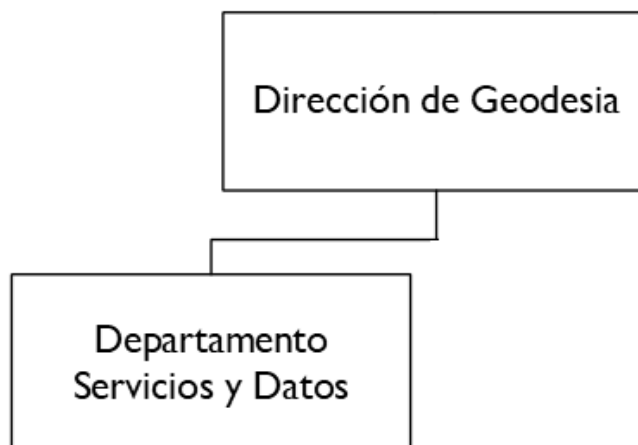 Dirección de Geodesia
Departamento
Servicios y Datos